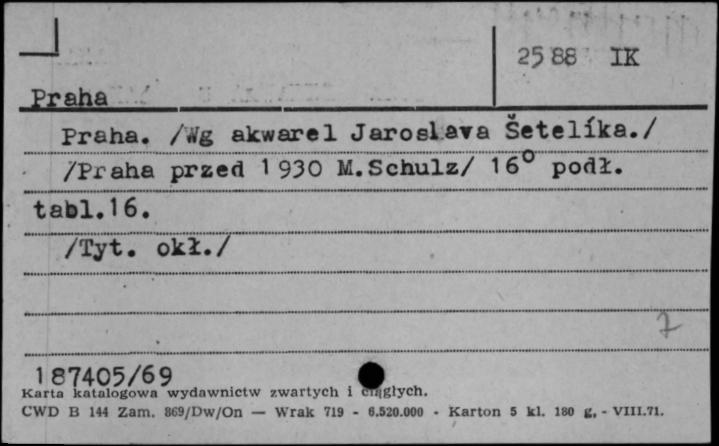 2588 IK
Praha
Praha. /Wg akwarel Jaroslava Šetelíka./
/Praha przed 1930 M.Schulz/ 16° podł.
tabl.16.
/Tyt. okł./
7
187405/69
Karta katalogowa wydawnictw zwartych i ciągłych.
CWD B 144 Zam. 869/Dw/On — Wrak 719 - 6.520.000 - Karton 5 kl. 180 g, - VIII.71.